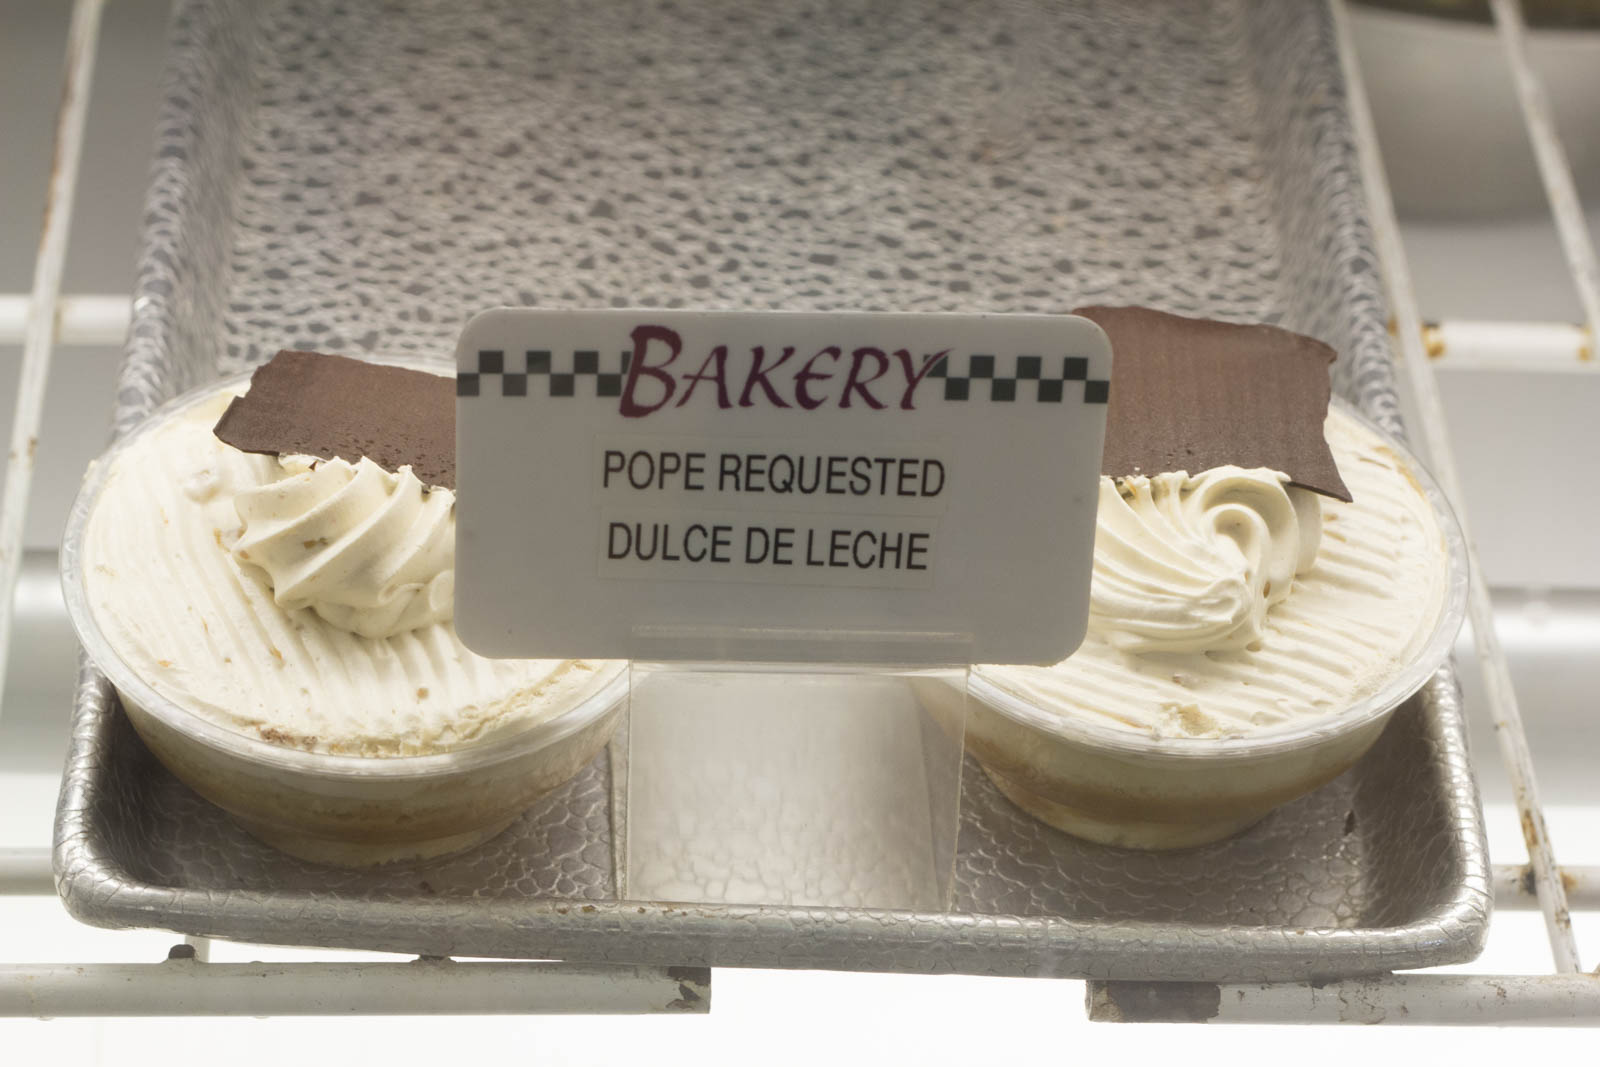 BAKERY
POPE REQUESTED
DULCE DE LECHE